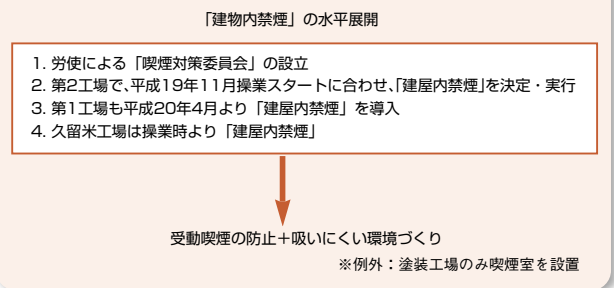 「建物内禁煙」の水平展開
1. 労使による「喫煙対策委員会」の設立
2. 第2工場で、平成19年11月操業スタートに合わせ、「建屋内禁煙」を決定・実行
3. 第1工場も平成20年4月より「建屋内禁煙」を導入
4. 久留米工場は操業時より「建屋内禁煙」
受動喫煙の防止＋吸いにくい環境づくり
※例外：塗装工場のみ喫煙室を設置